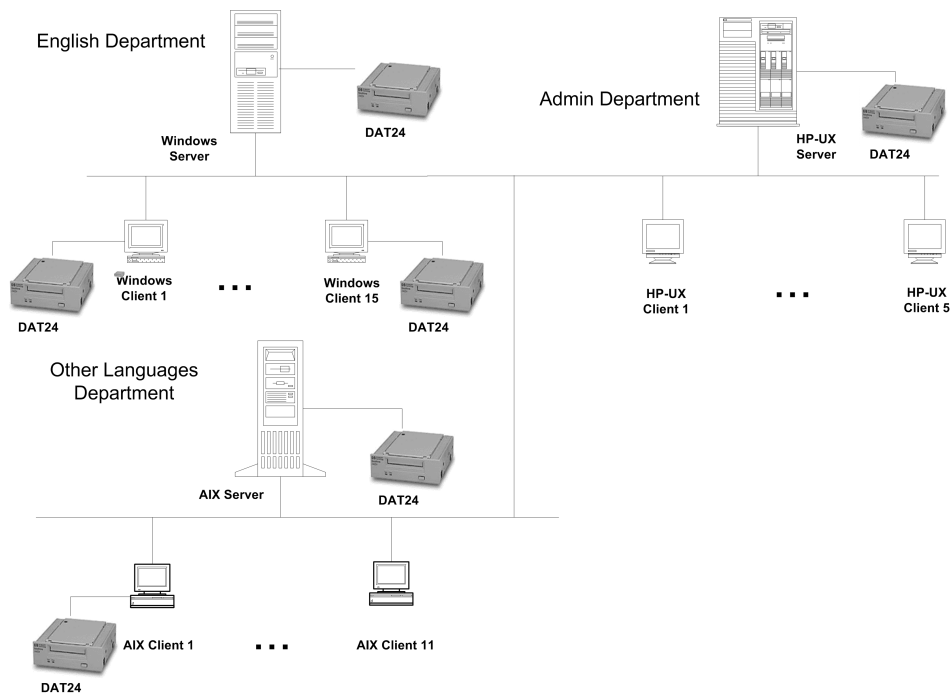 English Department
DAT24
Windows
Server
Admin Department
HP-UX
Server
DAT24
Windows
Client 1
DAT24
Windows
Client 15
DAT24
HP-UX
Client 1
HP-UX
Client 5
Other Languages
Department
AIX Server
DAT24
AIX Client 1
AIX Client 11
DAT24